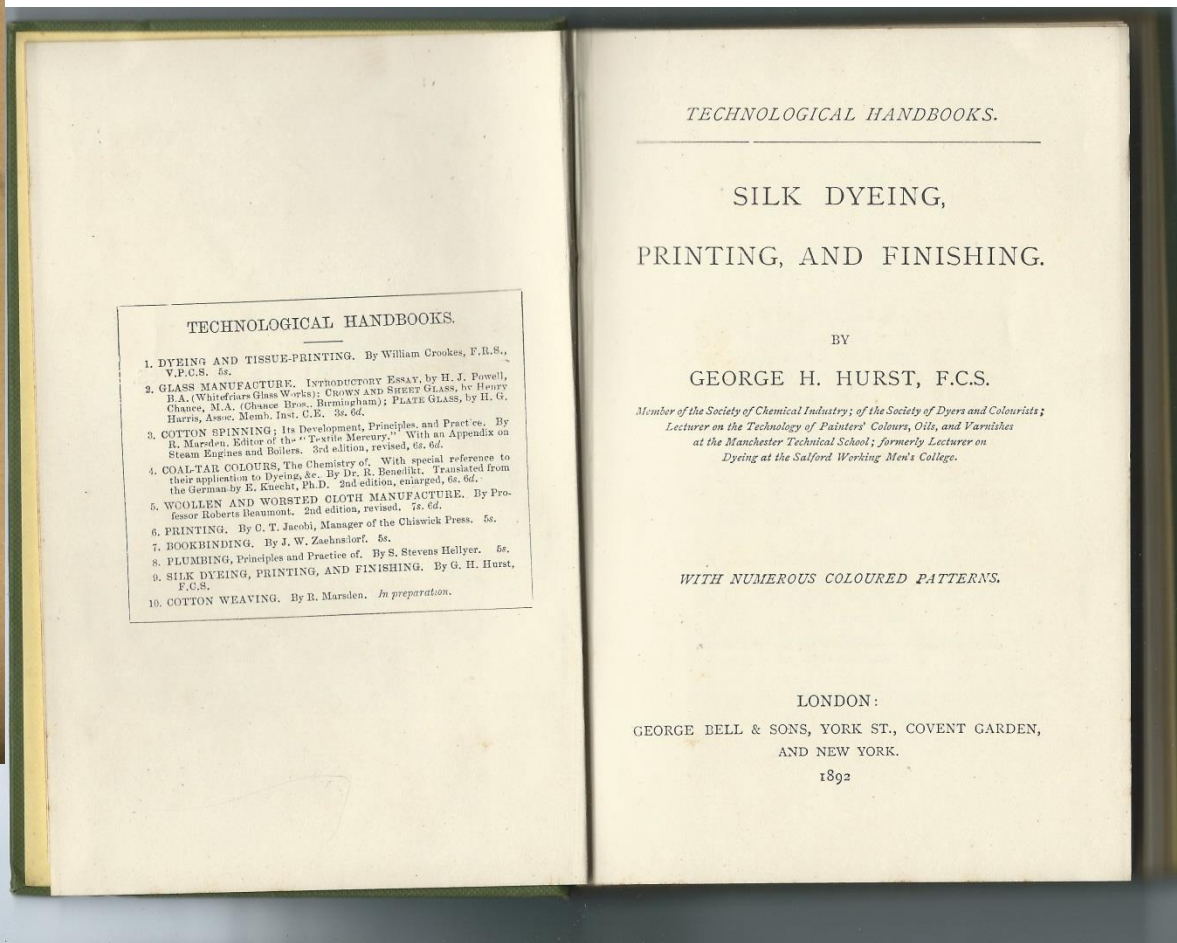 TECHNOLOGICAL HANDBOOKS.
1. DYEING AND TISSUE-PRINTING. By William Crookes, F.R.S.,
V.P.C.S. 5s.
2. GLASS MANUFACTURE. INTRODUCTORY ESSAY, by H. J. Powell,
B.A. (Whitefriars Glass Works); CROWN AND SHEET GLASS, by Henry
Chance, M.A. (Chance Bros., Birmingham); PLATE GLASS, by H. G.
Harris, Assoc. Memb. Inst. C.E. 3s. 6d.
3. COTTON SPINNING; Its Development, Principles, and Practice. By
R. Marsden, Editor of the "Textile Mercury." With an Appendix on
Steam Engines and Boilers. 3rd edition, revised, 6s. 6d.
4. COAL-TAR COLOURS, The Chemistry of. With special reference to
their application to Dyeing, &c. By Dr. R. Benedikt. Translated from
the German by E. Knecht, Ph.D. 2nd edition, enlarged, 6s. 6d.
5. WOOLLEN AND WORSTED CLOTH MANUFACTURE. By Pro-
fessor Roberts Beaumont. 2nd edition, revised. 7s. 6d.
6. PRINTING. By C. T. Jacobi, Manager of the Chiswick Press. 5s.
7. BOOKBINDING. By J. W. Zaehnsdorf. 5s.
8. PLUMBING, Principles and Practice of. By S. Stevens Hellyer. 5s.
9. SILK DYEING, PRINTING, AND FINISHING. By G. H. Hurst,
F.C.S.
10. COTTON WEAVING. By R. Marsden. In preparation.
TECHNOLOGICAL HANDBOOKS.
SILK DYEING,
PRINTING, AND FINISHING.
BY
GEORGE H. HURST, F.C.S.
Member of the Society of Chemical Industry; of the Society of Dyers and Colourists;
Lecturer on the Technology of Painters' Colours, Oils, and Varnishes
at the Manchester Technical School; formerly Lecturer on
Dyeing at the Salford Working Men's College.
WITH NUMEROUS COLOURED PATTERNS.
LONDON:
GEORGE BELL & SONS, YORK ST., COVENT GARDEN,
AND NEW YORK.
1892